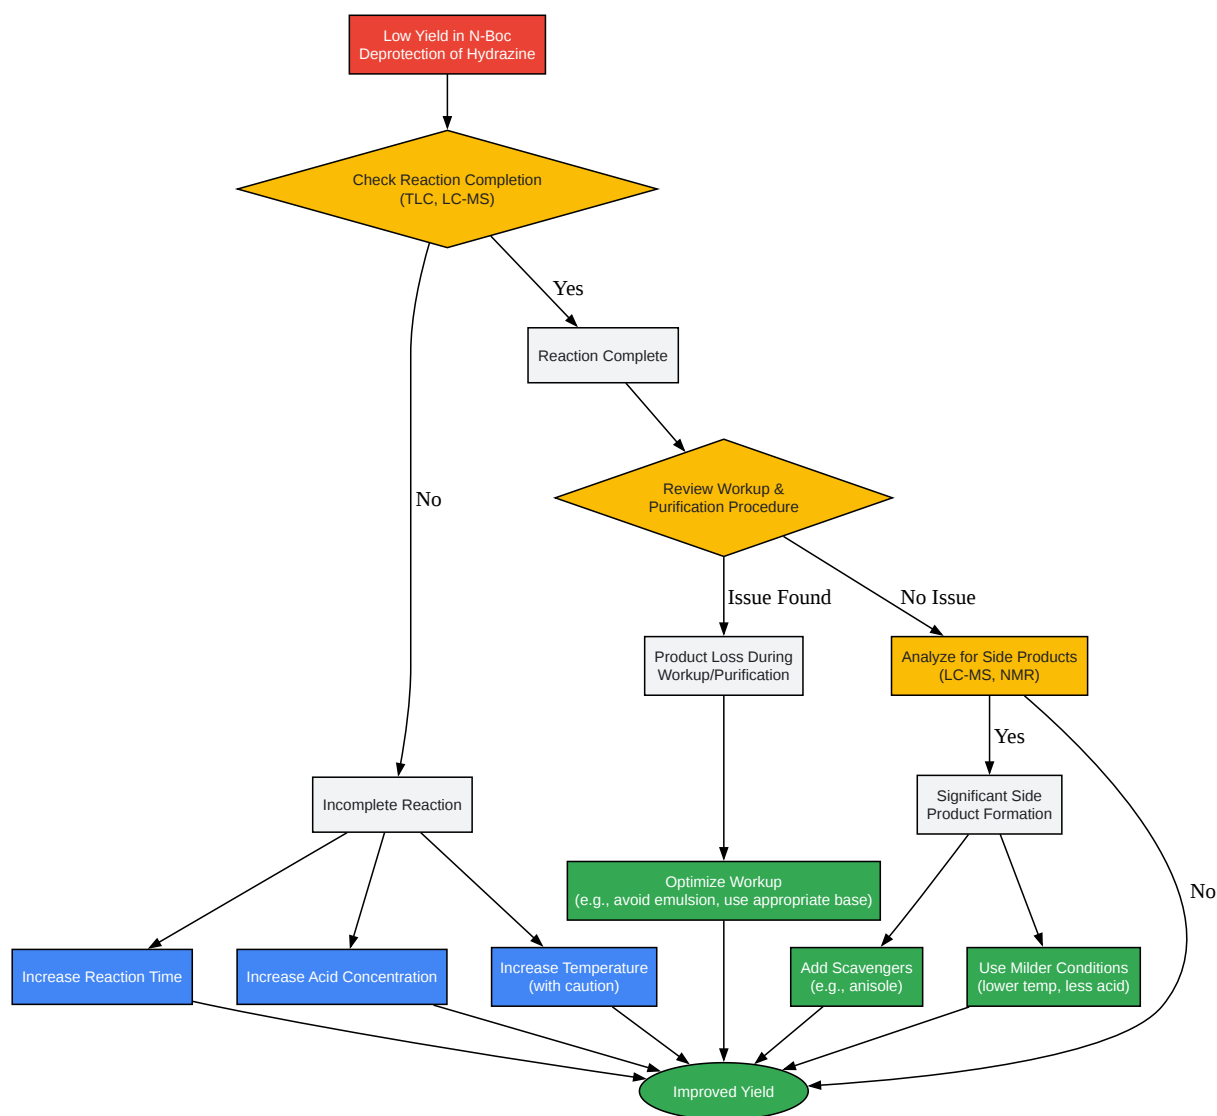 Low Yield in N-Boc
Deprotection of Hydrazine
Check Reaction Completion
(TLC, LC-MS)
Yes
Reaction Complete
No
Review Workup &
Purification Procedure
Issue Found
No Issue
Product Loss During
Workup/Purification
Analyze for Side Products
(LC-MS, NMR)
Yes
Incomplete Reaction
Significant Side
Product Formation
Optimize Workup
(e.g., avoid emulsion, use appropriate base)
No
Increase Reaction Time
Increase Acid Concentration
Increase Temperature
(with caution)
Add Scavengers
(e.g., anisole)
Use Milder Conditions
(lower temp, less acid)
Improved Yield